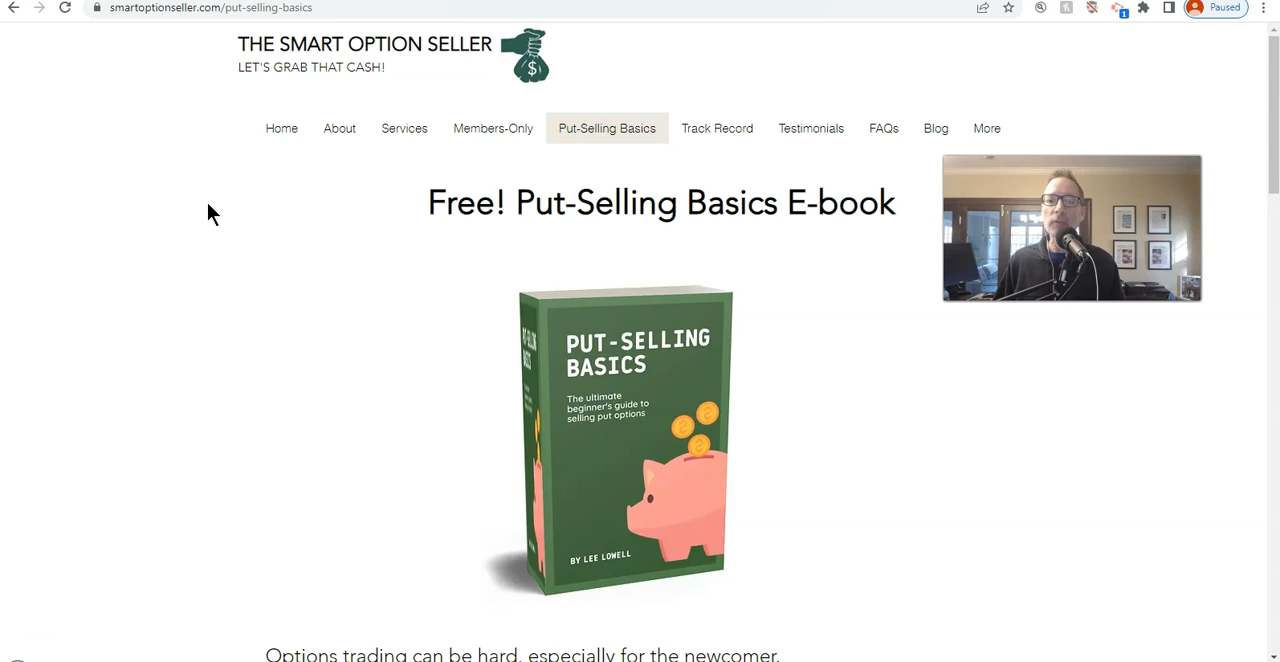 smartoptionseller.com/put-selling-basics
1
Paused
THE SMART OPTION SELLER
LET'S GRAB THAT CASH!
$
Home About Services Members-Only Put-Selling Basics Track Record Testimonials FAQs Blog More
Free! Put-Selling Basics E-book
PUT-SELLING
BASICS
The ultimate
beginner's guide to
selling put options
BY LEE LOWELL
Options trading can be hard, especially for the newcomer.